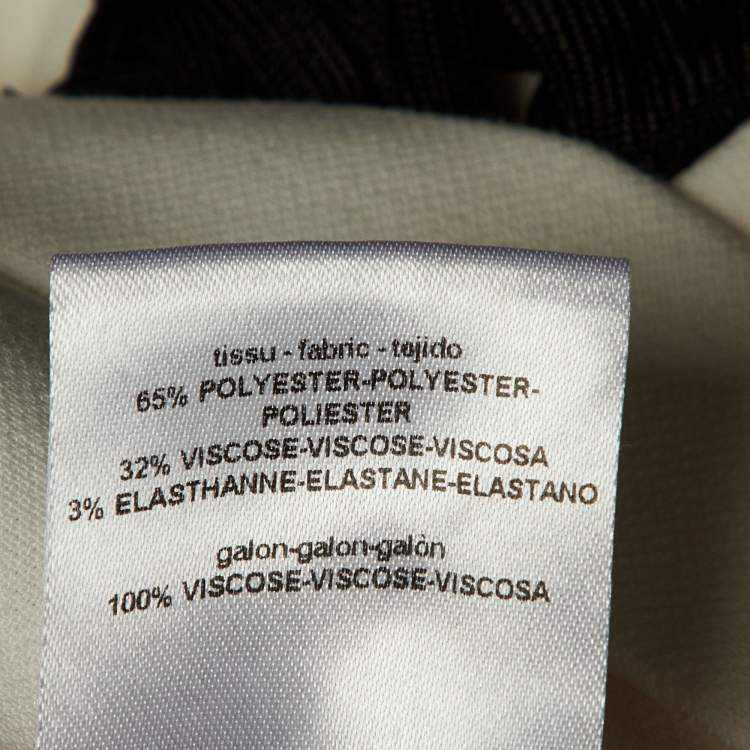 tissu - fabric - tejido
65% POLYESTER-POLYESTER-
POLIESTER
32% VISCOSE-VISCOSE-VISCOSA
3% ELASTHANNE-ELASTANE-ELASTANO
galon-galon-galòn
100% VISCOSE-VISCOSE-VISCOSA